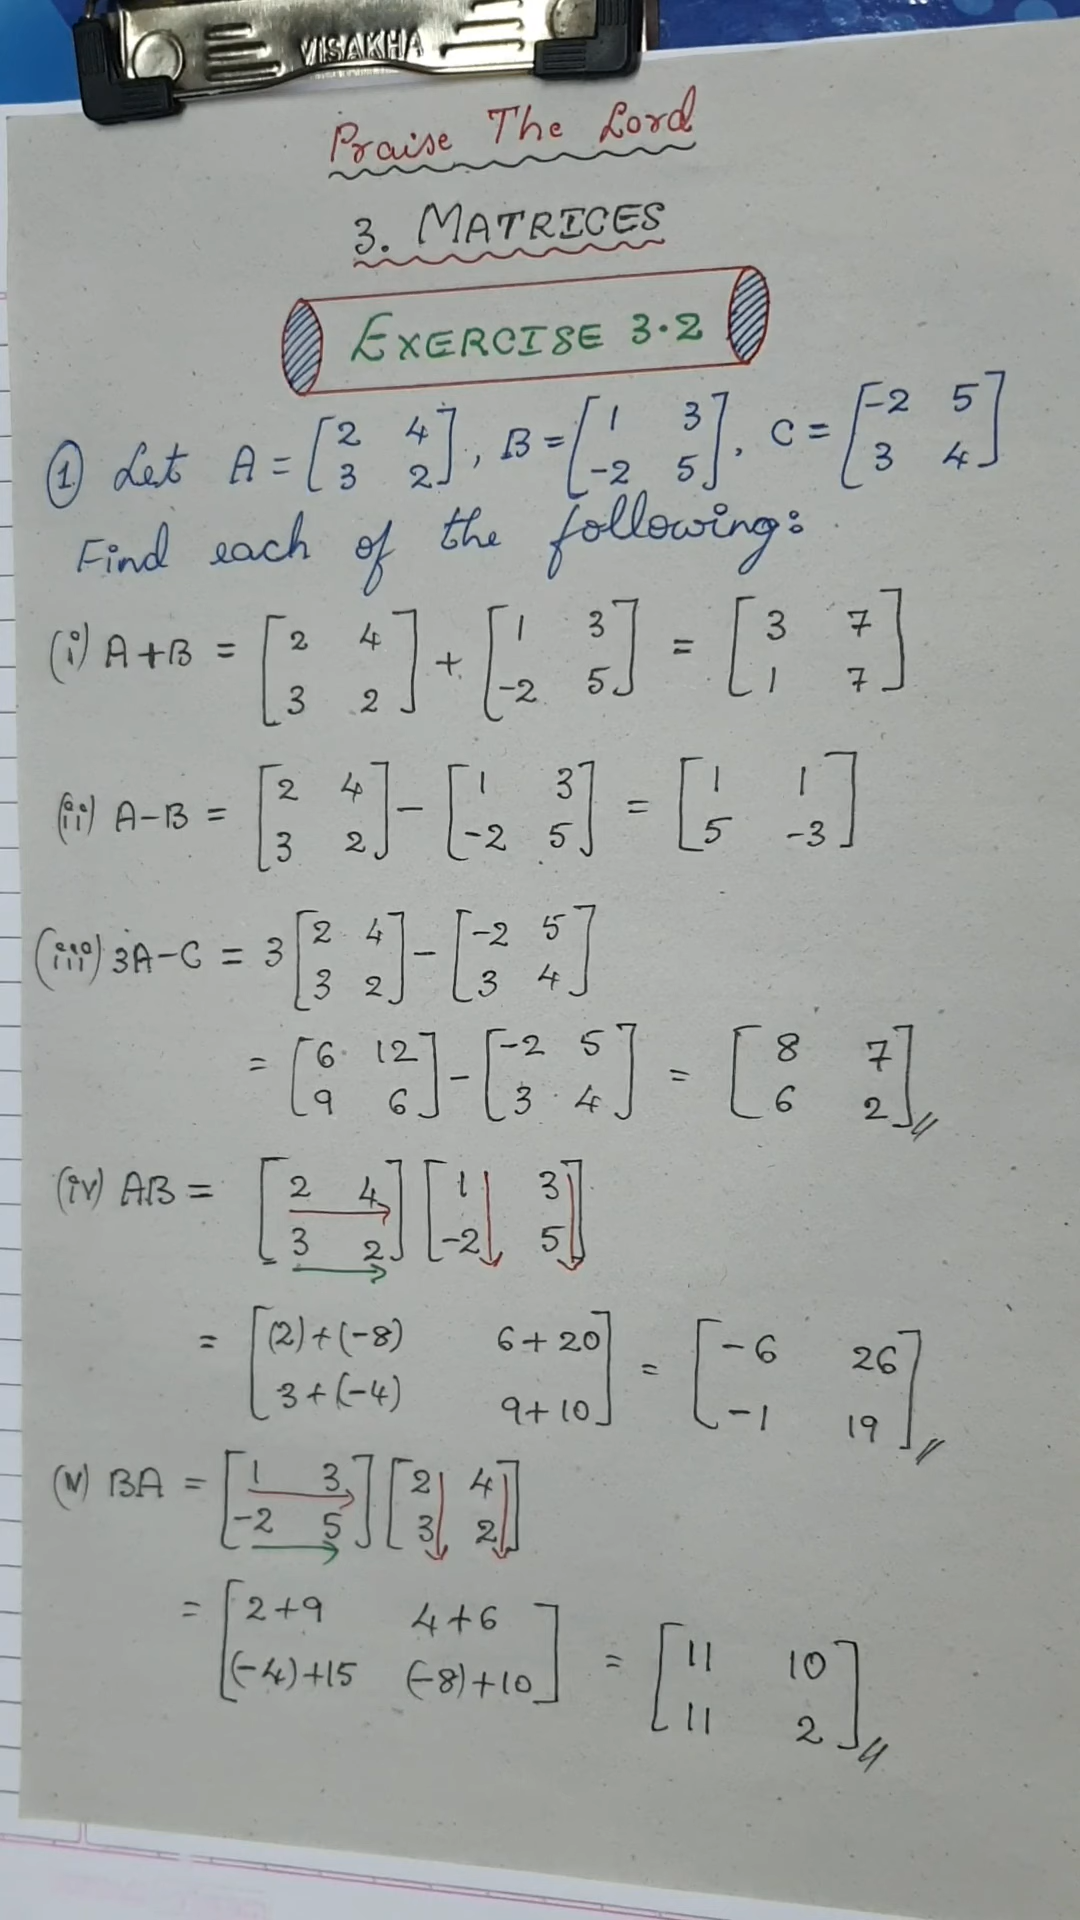 VISAKHA
Praise The Lord
3. MATRICES
EXERCISE 3.2
① Let A = [2 4; 3 2], B = [1 3; -2 5], C = [-2 5; 3 4]
Find each of the following:
(i) A+B = [2 4; 3 2] + [1 3; -2 5] = [3 7; 1 7]
(ii) A-B = [2 4; 3 2] - [1 3; -2 5] = [1 1; 5 -3]
(iii) 3A-C = 3 [2 4; 3 2] - [-2 5; 3 4]
= [6 12; 9 6] - [-2 5; 3 4] = [8 7; 6 2]
(iv) AB = [2 4; 3 2] [1 3; -2 5]
= [(2)+(-8) 6+20; 3+(-4) 9+10] = [-6 26; -1 19]
(v) BA = [1 3; -2 5] [2 4; 3 2]
= [2+9 4+6; (-4)+15 (-8)+10] = [11 10; 11 2]